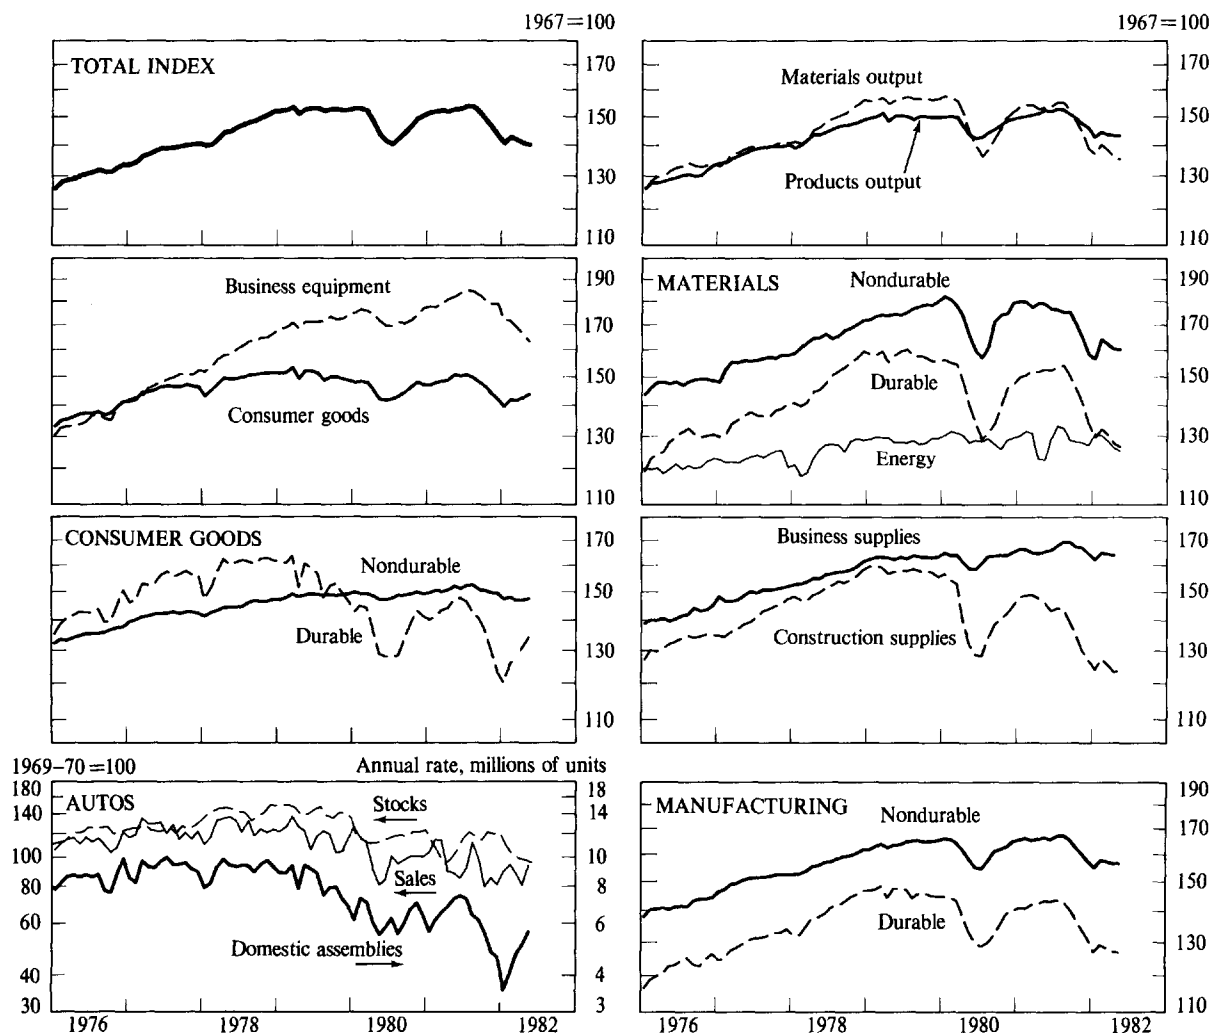 1967=100
TOTAL INDEX
170
150
130
110
Business equipment
Consumer goods
190
170
150
130
110
CONSUMER GOODS
Nondurable
Durable
170
150
130
110
1969-70=100
Annual rate, millions of units
AUTOS
Stocks
Sales
Domestic assemblies
180
140
100
80
60
40
30
18
14
10
8
6
4
3
1976
1978
1980
1982
1967=100
Materials output
Products output
170
150
130
110
MATERIALS
Nondurable
Durable
Energy
190
170
150
130
110
Business supplies
Construction supplies
170
150
130
110
MANUFACTURING
Nondurable
Durable
190
170
150
130
110
1976
1978
1980
1982